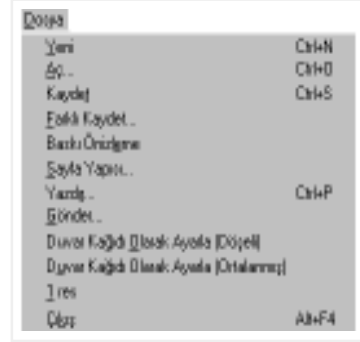 Dosya
Yeni Ctrl+N
Aç... Ctrl+O
Kaydet Ctrl+S
Farklı Kaydet...
Baskı Önizleme
Sayfa Yapısı...
Yazdır... Ctrl+P
Gönder...
Duvar Kağıdı Olarak Ayarla (Döşeli)
Duvar Kağıdı Olarak Ayarla (Ortalanmış)
1 res
Çıkış Alt+F4